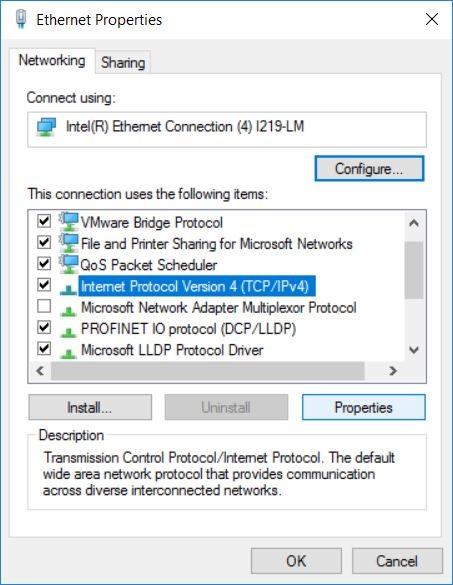 Ethernet Properties
Networking
Sharing
Connect using:
Intel(R) Ethernet Connection (4) I219-LM
Configure...
This connection uses the following items:
VMware Bridge Protocol
File and Printer Sharing for Microsoft Networks
QoS Packet Scheduler
Internet Protocol Version 4 (TCP/IPv4)
Microsoft Network Adapter Multiplexor Protocol
PROFINET IO protocol (DCP/LLDP)
Microsoft LLDP Protocol Driver
Install...
Uninstall
Properties
Description
Transmission Control Protocol/Internet Protocol. The default
wide area network protocol that provides communication
across diverse interconnected networks.
OK
Cancel